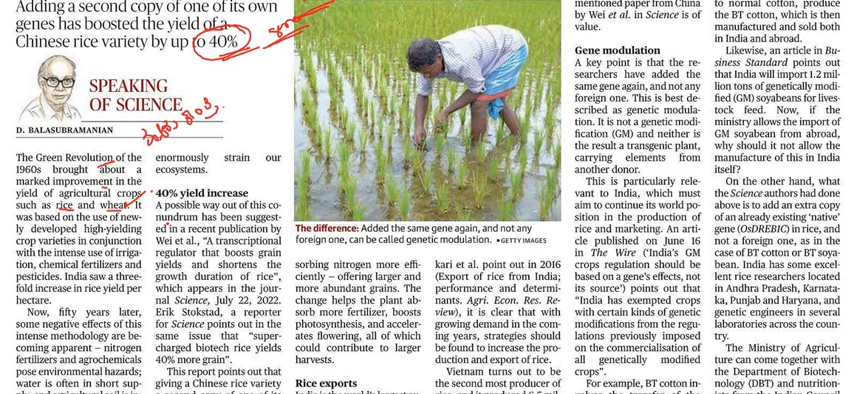 Adding a second copy of one of its own
genes has boosted the yield of a
Chinese rice variety by up to 40%
SPEAKING
OF SCIENCE
D. BALASUBRAMANIAN
The Green Revolution of the
1960s brought about a
marked improvement in the
yield of agricultural crops
such as rice and wheat. It
was based on the use of new-
ly developed high-yielding
crop varieties in conjunction
with the intense use of irriga-
tion, chemical fertilizers and
pesticides. India saw a three-
fold increase in rice yield per
hectare.
Now, fifty years later,
some negative effects of this
intense methodology are be-
coming apparent – nitrogen
fertilizers and agrochemicals
pose environmental hazards;
water is often in short sup-
enormously strain our
ecosystems.
40% yield increase
A possible way out of this co-
nundrum has been suggest-
ed in a recent publication by
Wei et al., “A transcriptional
regulator that boosts grain
yields and shortens the
growth duration of rice”,
which appears in the jour-
nal Science, July 22, 2022.
Erik Stokstad, a reporter
for Science points out in the
same issue that “super-
charged biotech rice yields
40% more grain”.
This report points out that
giving a Chinese rice variety
a second copy of one of its
The difference: Added the same gene again, and not any
foreign one, can be called genetic modulation. • GETTY IMAGES
sorbing nitrogen more effi-
ciently – offering larger and
more abundant grains. The
change helps the plant ab-
sorb more fertilizer, boosts
photosynthesis, and acceler-
ates flowering, all of which
could contribute to larger
harvests.
Rice exports
kari et al. point out in 2016
(Export of rice from India;
performance and determi-
nants. Agri. Econ. Res. Re-
view), it is clear that with
growing demand in the com-
ing years, strategies should
be found to increase the pro-
duction and export of rice.
Vietnam turns out to be
the second most producer of
mentioned paper from China
by Wei et al. in Science is of
value.
Gene modulation
A key point is that the re-
searchers have added the
same gene again, and not any
foreign one. This is best de-
scribed as genetic modula-
tion. It is not a genetic mod-
ification (GM) and neither is
the result a transgenic plant,
carrying elements from
another donor.
This is particularly rele-
vant to India, which must
aim to continue its world po-
sition in the production of
rice and marketing. An arti-
cle published on June 16
in The Wire (‘India’s GM
crops regulation should be
based on a gene’s effects, not
its source’) points out that
“India has exempted crops
with certain kinds of genetic
modifications from the regu-
lations previously imposed
on the commercialisation of
all genetically modified
crops”.
For example, BT cotton in-
to normal cotton, produce
the BT cotton, which is then
manufactured and sold both
in India and abroad.
Likewise, an article in Bu-
siness Standard points out
that India will import 1.2 mil-
lion tons of genetically modi-
fied (GM) soyabeans for lives-
tock feed. Now, if the
ministry allows the import of
GM soyabean from abroad,
why should it not allow the
manufacture of this in India
itself?
On the other hand, what
the Science authors had done
above is to add an extra copy
of an already existing ‘native’
gene (OsDREB1C) in rice, and
not a foreign one, as in the
case of BT cotton or BT soya-
bean. India has some excel-
lent rice researchers located
in Andhra Pradesh, Karnata-
ka, Punjab and Haryana, and
genetic engineers in several
laboratories across the coun-
try.
The Ministry of Agricul-
ture can come together with
the Department of Biotech-
nology (DBT) and nutrition-